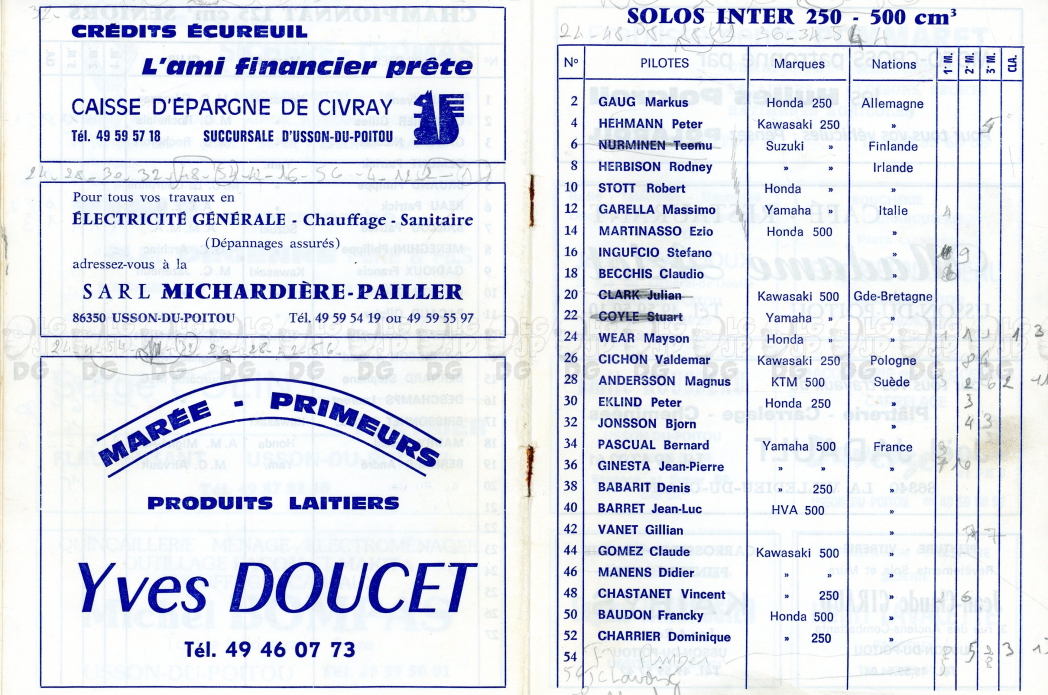 CRÉDITS ÉCUREUIL
L'ami financier prête
CAISSE D'ÉPARGNE DE CIVRAY
Tél. 49 59 57 18 SUCCURSALE D'USSON-DU-POITOU
Pour tous vos travaux en
ÉLECTRICITÉ GÉNÉRALE - Chauffage - Sanitaire
(Dépannages assurés)
adressez-vous à la
SARL MICHARDIÈRE-PAILLER
86350 USSON-DU-POITOU Tél. 49 59 54 19 ou 49 59 55 97
MARÉE - PRIMEURS
PRODUITS LAITIERS
Yves DOUCET
Tél. 49 46 07 73
SOLOS INTER 250 - 500 cm³
N° PILOTES Marques Nations 1° M. 2° M. 3° M. CLA.
2 GAUG Markus Honda 250 Allemagne
4 HEHMANN Peter Kawasaki 250 »
6 NURMINEN Teemu Suzuki » Finlande
8 HERBISON Rodney » Irlande
10 STOTT Robert Honda » »
12 GARELLA Massimo Yamaha » Italie
14 MARTINASSO Ezio Honda 500 »
16 INGUFCIO Stefano »
18 BECCHIS Claudio »
20 CLARK Julian Kawasaki 500 Gde-Bretagne
22 COYLE Stuart Yamaha » »
24 WEAR Mayson Honda » »
26 CICHON Valdemar Kawasaki 250 Pologne
28 ANDERSSON Magnus KTM 500 Suède
30 EKLIND Peter Honda 250 »
32 JONSSON Bjorn »
34 PASCUAL Bernard Yamaha 500 France
36 GINESTA Jean-Pierre » » »
38 BABARIT Denis » 250 »
40 BARRET Jean-Luc HVA 500 »
42 VANET Gillian »
44 GOMEZ Claude Kawasaki 500 »
46 MANENS Didier » » »
48 CHASTANET Vincent » 250 »
50 BAUDON Francky Honda 500 »
52 CHARRIER Dominique » 250 »
54